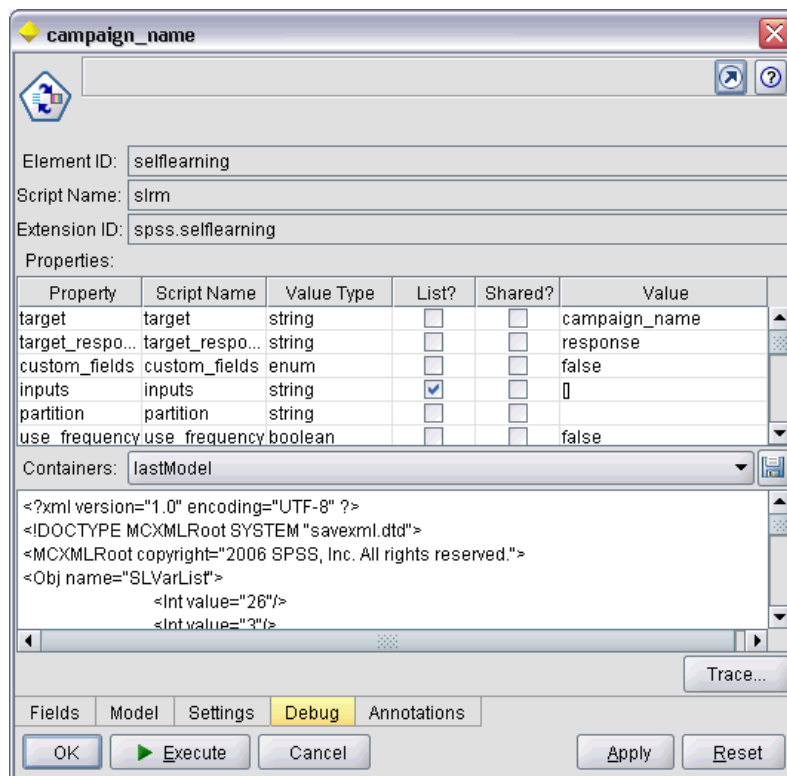 campaign_name
Element ID: selflearning
Script Name: slrm
Extension ID: spss.selflearning
Properties:
Property Script Name Value Type List? Shared? Value
target target string campaign_name
target_respo... target_respo... string response
custom_fields custom_fields enum false
inputs inputs string []
partition partition string
use_frequency use_frequency boolean false
Containers: lastModel
<?xml version="1.0" encoding="UTF-8" ?>
<!DOCTYPE MCXMLRoot SYSTEM "savexml.dtd">
<MCXMLRoot copyright="2006 SPSS, Inc. All rights reserved.">
<Obj name="SLVarList">
<Int value="26"/>
<Int value="3"/>
Trace...
Fields Model Settings Debug Annotations
OK Execute Cancel Apply Reset